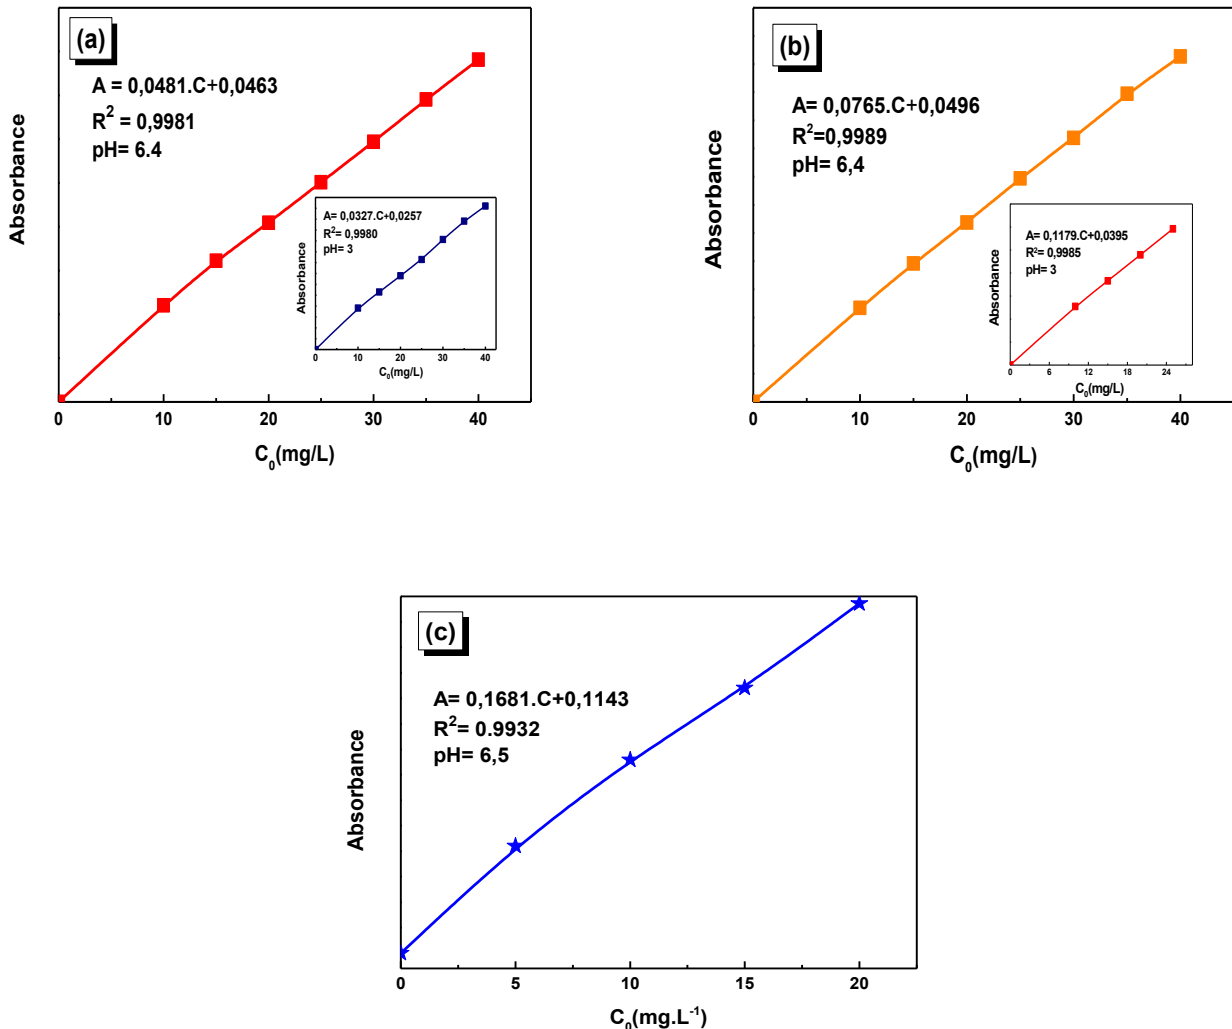 (a)
A = 0,0481.C+0,0463
R² = 0,9981
pH= 6.4
Absorbance
A= 0,0327.C+0,0257
R²= 0,9980
pH= 3
Absorbance
0 10 20 30 40
C₀(mg/L)
0 10 20 30 40
C₀(mg/L)
(b)
A= 0,0765.C+0,0496
R²=0,9989
pH= 6,4
Absorbance
A= 0,1179.C+0,0395
R²= 0,9985
pH= 3
Absorbance
0 6 12 18 24
C₀(mg/L)
0 10 20 30 40
C₀(mg/L)
(c)
A= 0,1681.C+0,1143
R²= 0.9932
pH= 6,5
Absorbance
0 5 10 15 20
C₀(mg.L⁻¹)